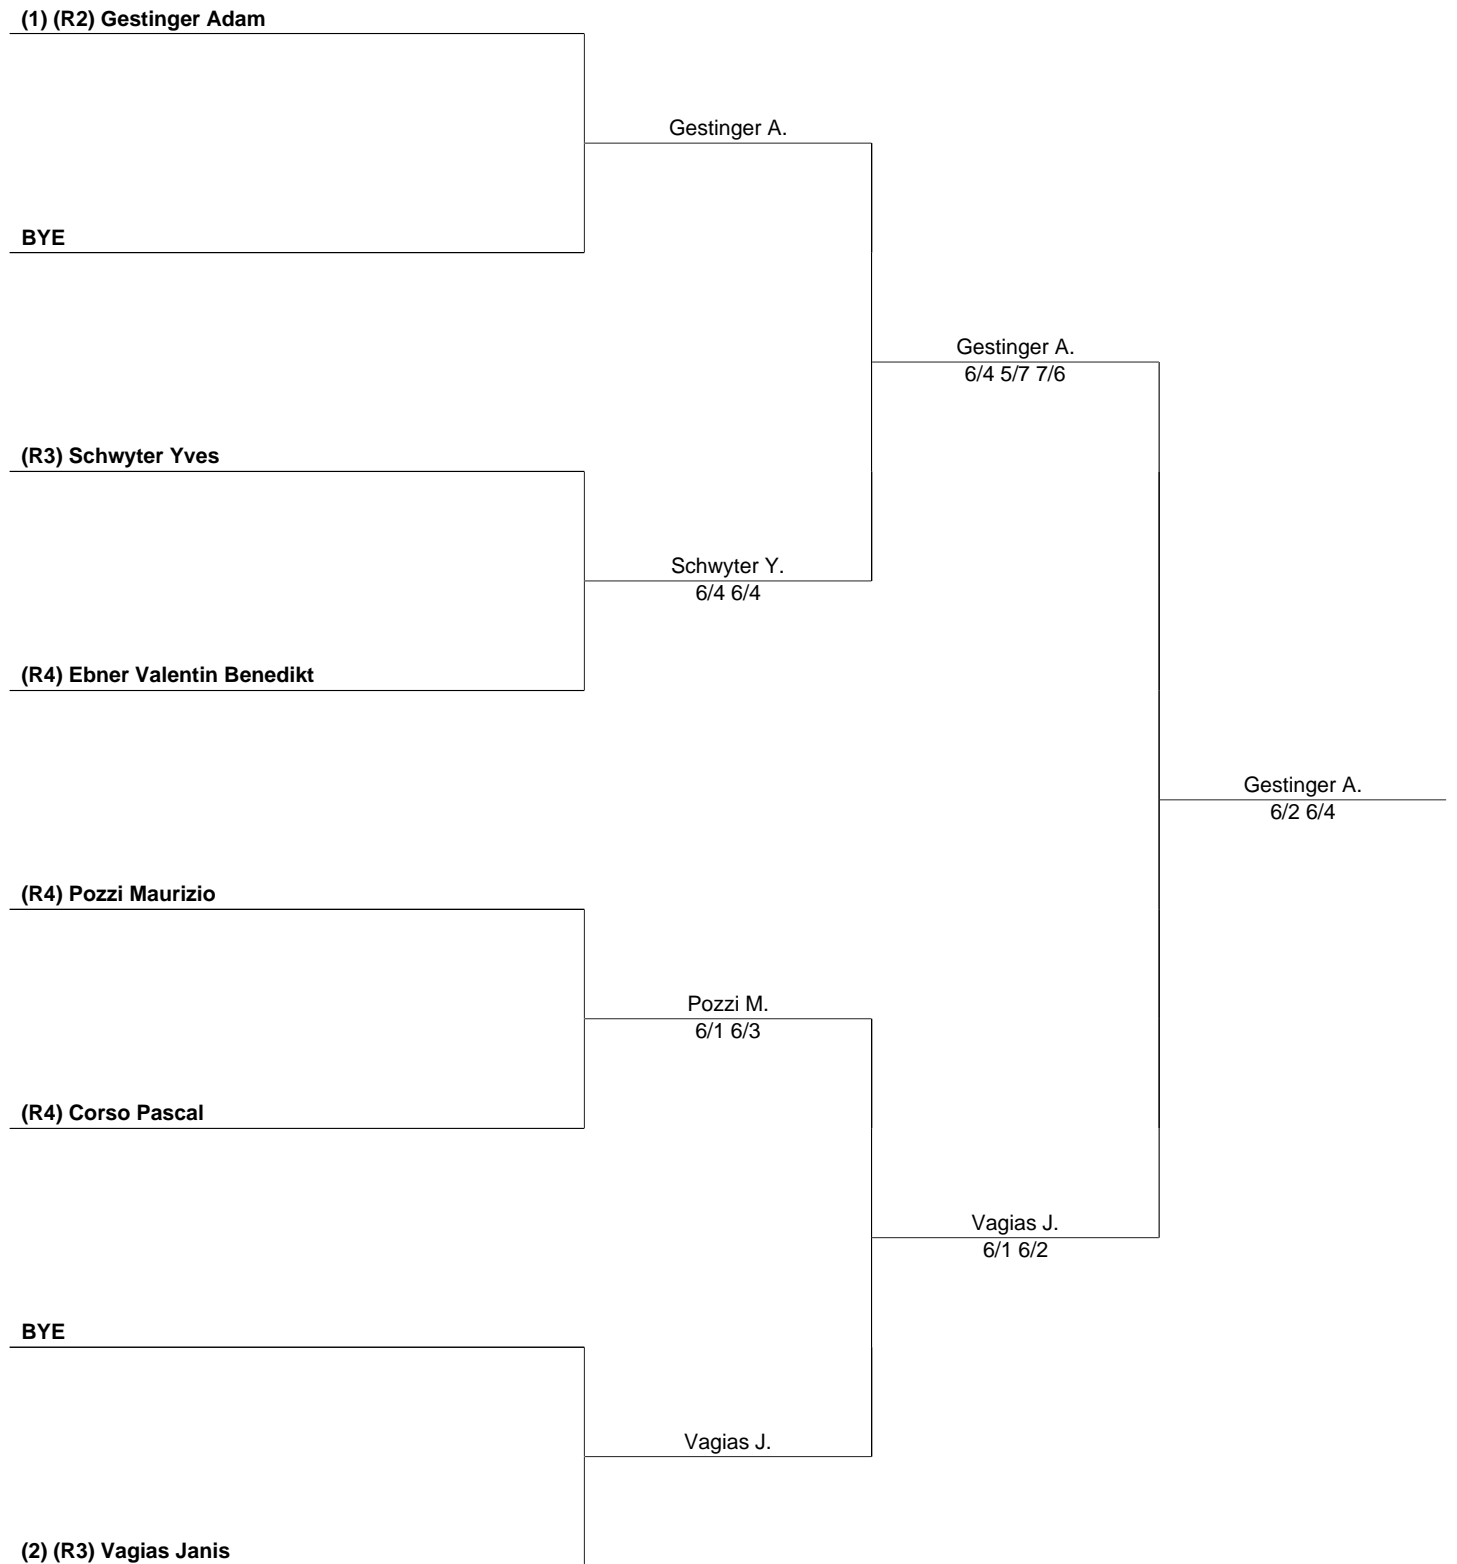 (1) (R2) Gestinger Adam
Gestinger A.
BYE
Gestinger A.
6/4 5/7 7/6
(R3) Schwyter Yves
Schwyter Y.
6/4 6/4
(R4) Ebner Valentin Benedikt
Gestinger A.
6/2 6/4
(R4) Pozzi Maurizio
Pozzi M.
6/1 6/3
(R4) Corso Pascal
Vagias J.
6/1 6/2
BYE
Vagias J.
(2) (R3) Vagias Janis